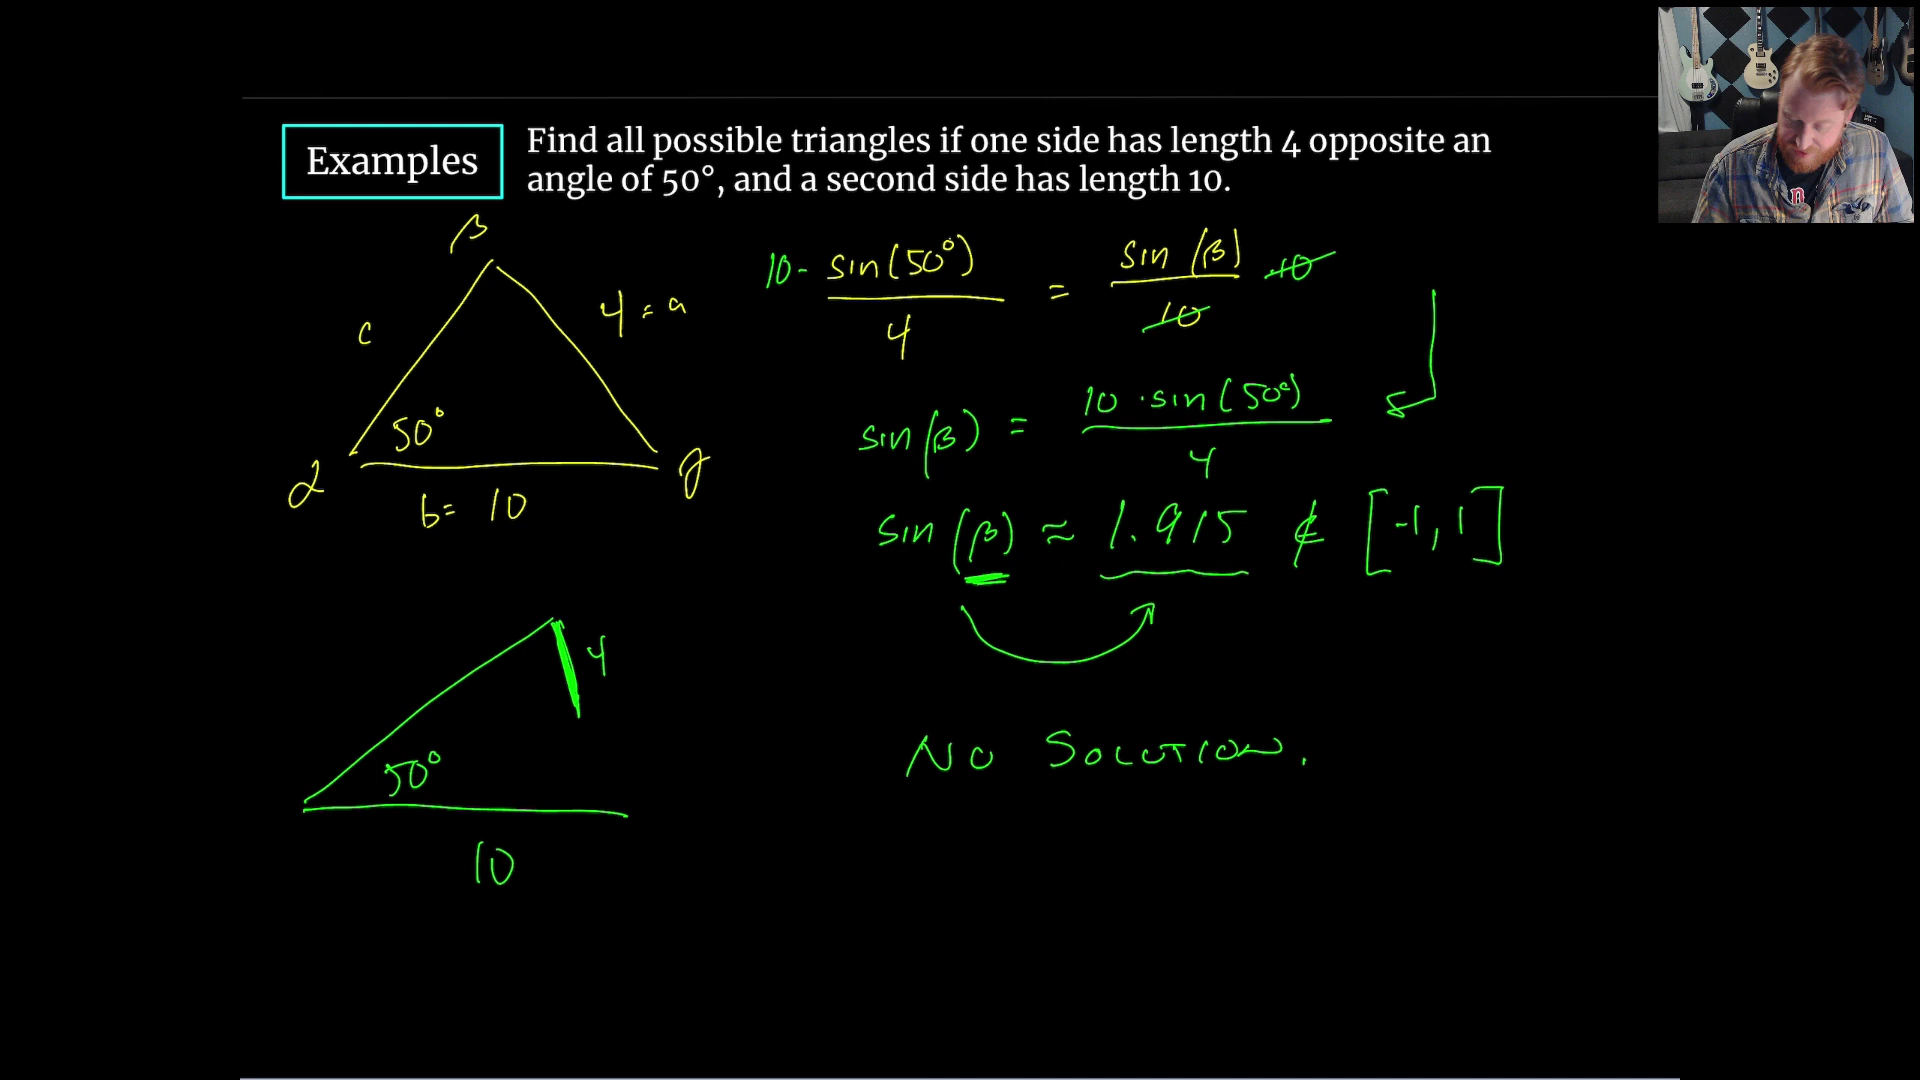 Examples
Find all possible triangles if one side has length 4 opposite an
angle of 50°, and a second side has length 10.
β
c
4 = a
50°
α
γ
b = 10
10 · sin(50°) / 4 = sin(β) / 10 · 10
sin(β) = 10 · sin(50°) / 4
sin(β) ≈ 1.915 ∉ [-1, 1]
4
50°
10
NO SOLUTION.